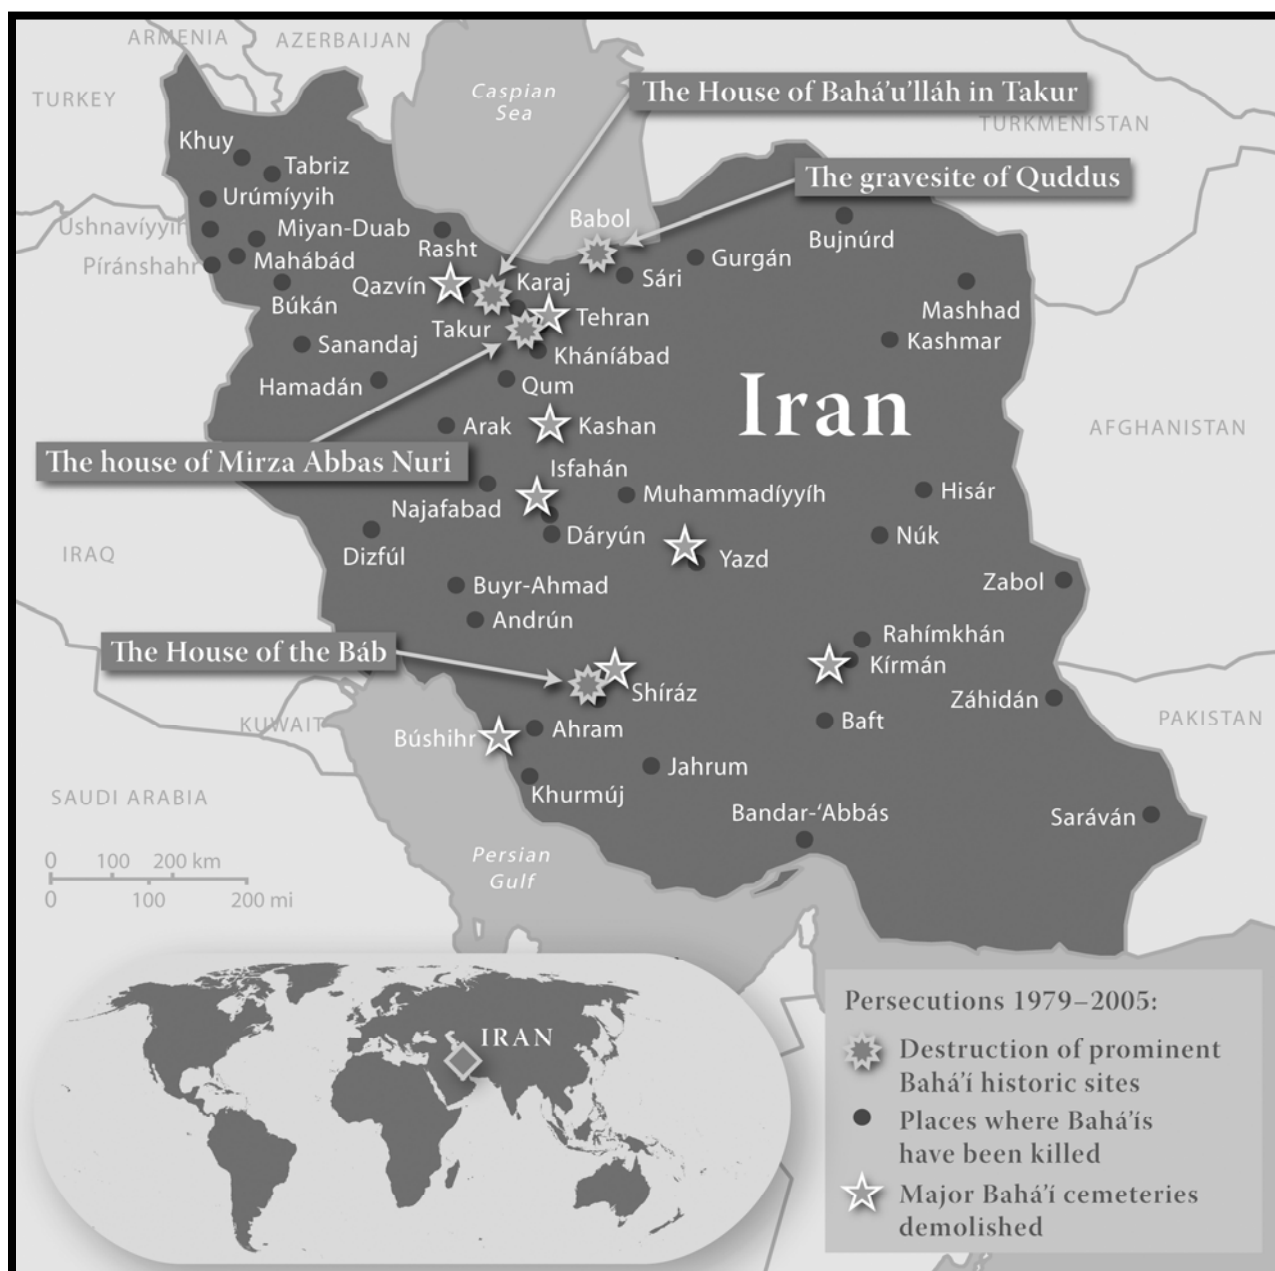 ARMENIA
AZERBAIJAN
TURKEY
Caspian
Sea
The House of Bahá’u’lláh in Takur
TURKMENISTAN
Khuy
Tabriz
The gravesite of Quddus
Urúmíyyih
Ushnavíyyih
Miyan-Duab
Babol
Rasht
Bujnúrd
Píránshahr
Mahábád
Gurgán
Qazvín
Karaj
Sári
Búkán
Mashhad
Takur
Tehran
Sanandaj
Kháníábad
Kashmar
Hamadán
Qum
Iran
Arak
Kashan
AFGHANISTAN
The house of Mirza Abbas Nuri
Isfahán
Najafabad
Muhammadíyyíh
Hisár
Dáryún
Núk
IRAQ
Dizfúl
Yazd
Buyr-Ahmad
Zabol
Andrún
Rahímkhán
The House of the Báb
Kírmán
Shíráz
Záhidán
KUWAIT
Ahram
Baft
PAKISTAN
Búshihr
Jahrum
SAUDI ARABIA
Khurmúj
Bandar-‘Abbás
Saráván
0 100 200 km
0 100 200 mi
Persian
Gulf
IRAN
Persecutions 1979–2005:
Destruction of prominent
Bahá’í historic sites
Places where Bahá’ís
have been killed
Major Bahá’í cemeteries
demolished